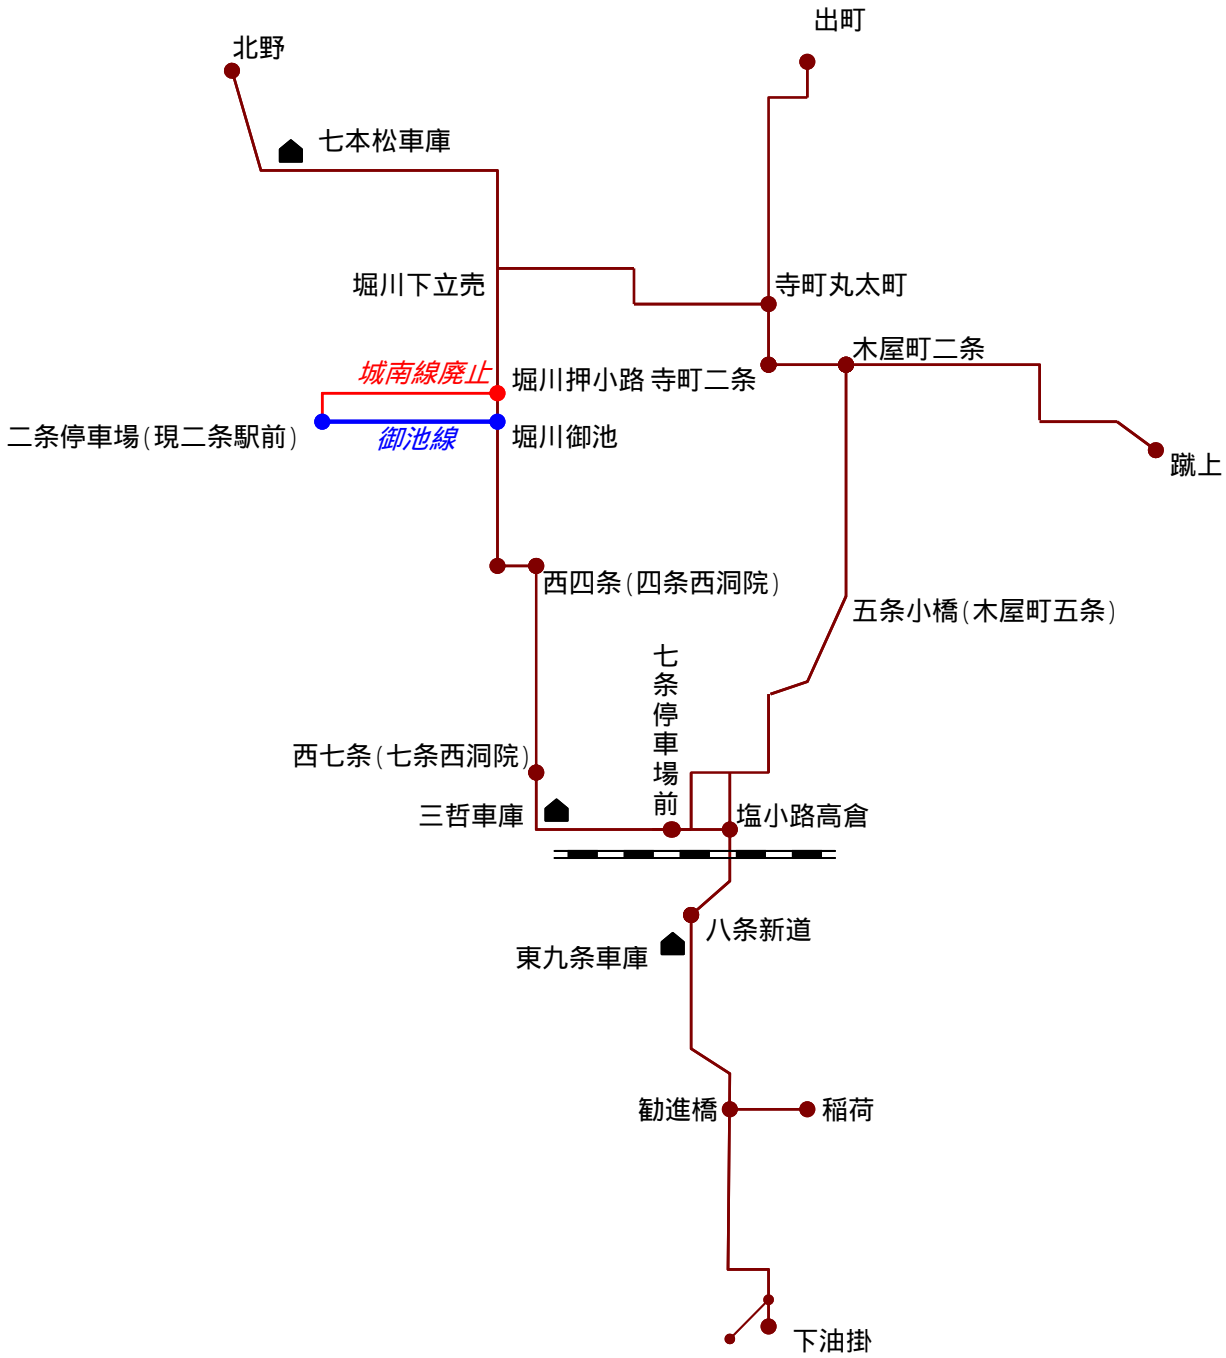 出町
北野
七本松車庫
堀川下立売
寺町丸太町
木屋町二条
城南線廃止
堀川押小路
寺町二条
二条停車場(現二条駅前)
御池線
堀川御池
蹴上
西四条(四条西洞院)
五条小橋(木屋町五条)
七条停車場前
西七条(七条西洞院)
三哲車庫
塩小路高倉
八条新道
東九条車庫
勧進橋
稲荷
下油掛